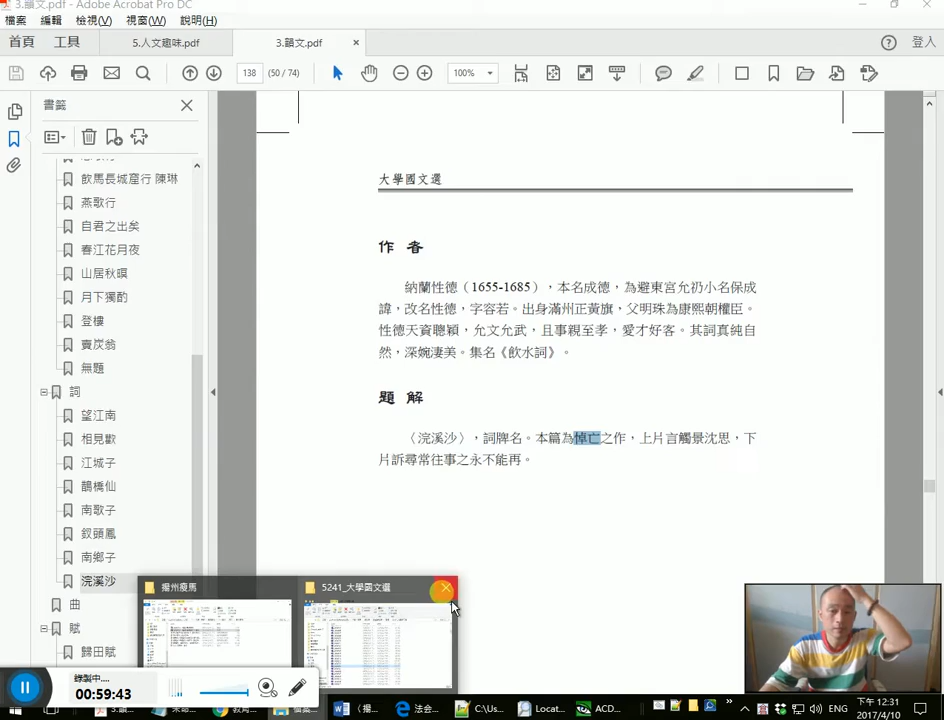 3.韻文.pdf - Adobe Acrobat Pro DC
檔案 編輯 檢視(V) 視窗(W) 說明(H)
首頁 工具 5.人文趣味.pdf 3.韻文.pdf × 登入
138 (50 / 74) 100%
書籤
飲馬長城窟行 陳琳
燕歌行
自君之出矣
春江花月夜
山居秋暝
月下獨酌
登樓
賣炭翁
無題
詞
望江南
相見歡
江城子
鵲橋仙
南歌子
釵頭鳳
南鄉子
浣溪沙
曲
賦
歸田賦
大學國文選
作者
納蘭性德（1655-1685），本名成德，為避東宮允礽小名保成
諱，改名性德，字容若。出身滿州正黃旗，父明珠為康熙朝權臣。
性德天資聰穎，允文允武，且事親至孝，愛才好客。其詞真純自
然，深婉淒美。集名《飲水詞》。
題解
〈浣溪沙〉，詞牌名。本篇為悼亡之作，上片言觸景沈思，下
片訴尋常往事之永不能再。
揚州瘦馬
5241_大學國文選
錄製中....
00:59:43
法會...
C:\Us...
Locat...
ACD...
ENG
下午 12:31
2017/4/10